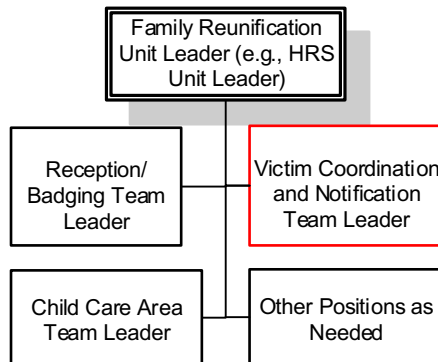 Family Reunification
Unit Leader (e.g., HRS
Unit Leader)
Reception/
Badging Team
Leader
Victim Coordination
and Notification
Team Leader
Child Care Area
Team Leader
Other Positions as
Needed